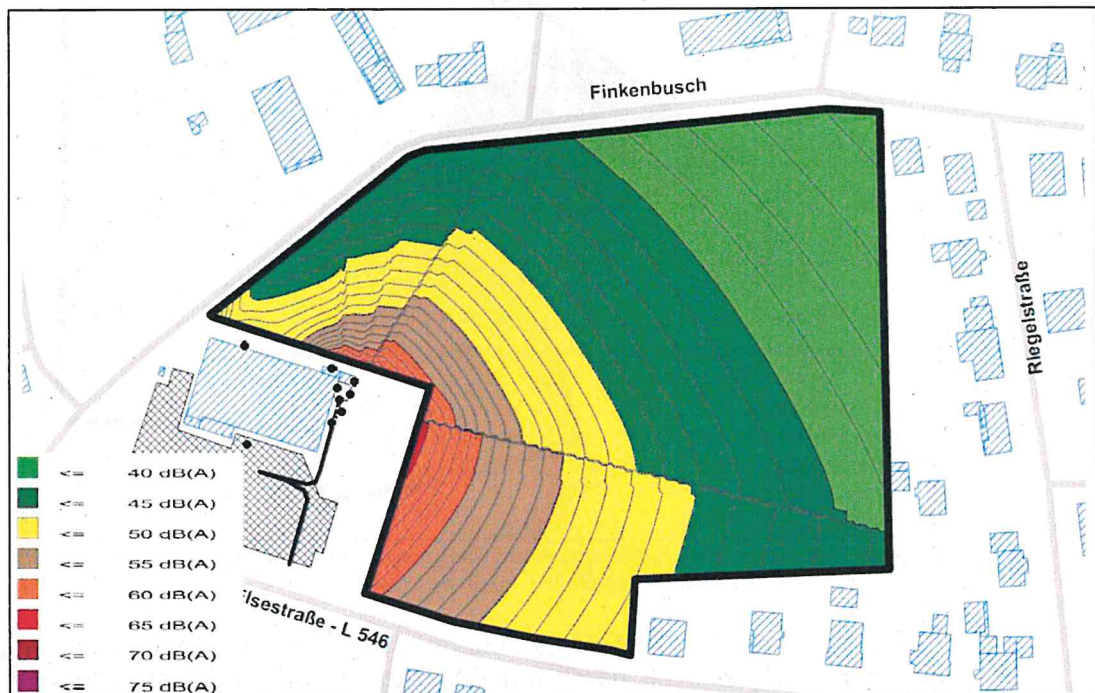 Finkenbusch
Riegelstraße
<= 40 dB(A)
<= 45 dB(A)
<= 50 dB(A)
<= 55 dB(A)
<= 60 dB(A)
<= 65 dB(A)
<= 70 dB(A)
<= 75 dB(A)
lsestraße - L 546